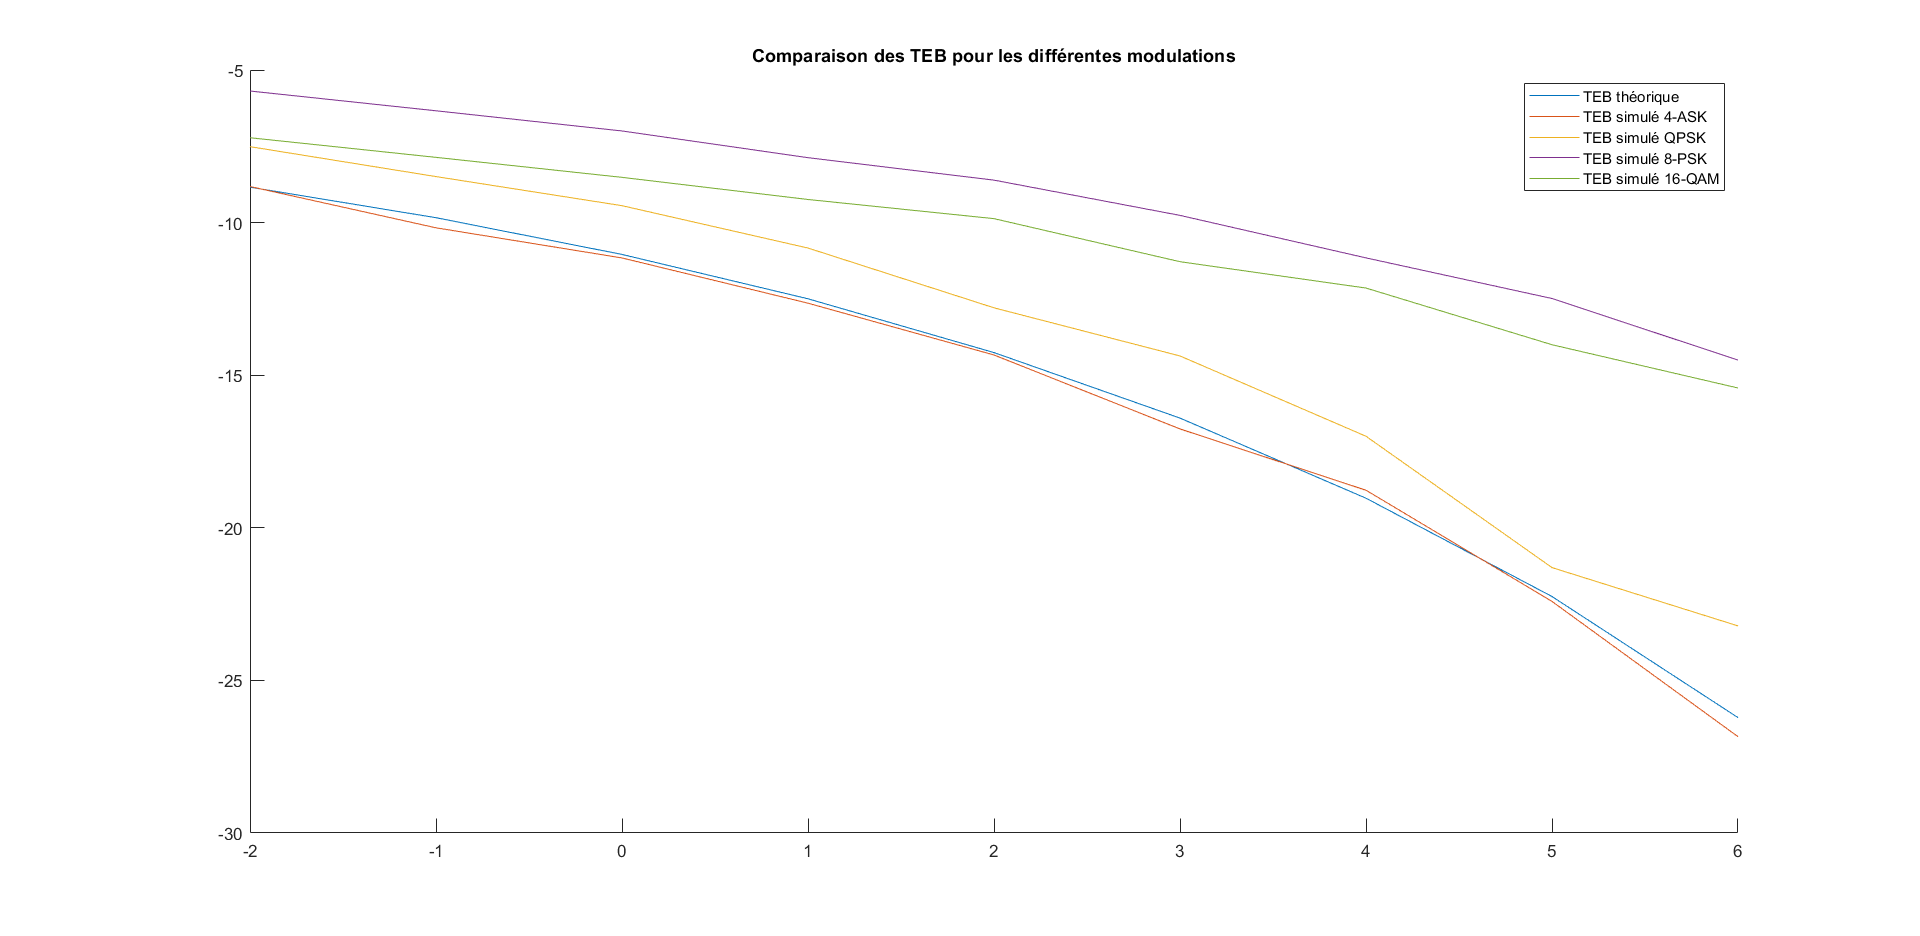 Comparaison des TEB pour les différentes modulations
-5
TEB théorique
TEB simulé 4-ASK
TEB simulé QPSK
TEB simulé 8-PSK
TEB simulé 16-QAM
-10
-15
-20
-25
-30
-2 -1 0 1 2 3 4 5 6